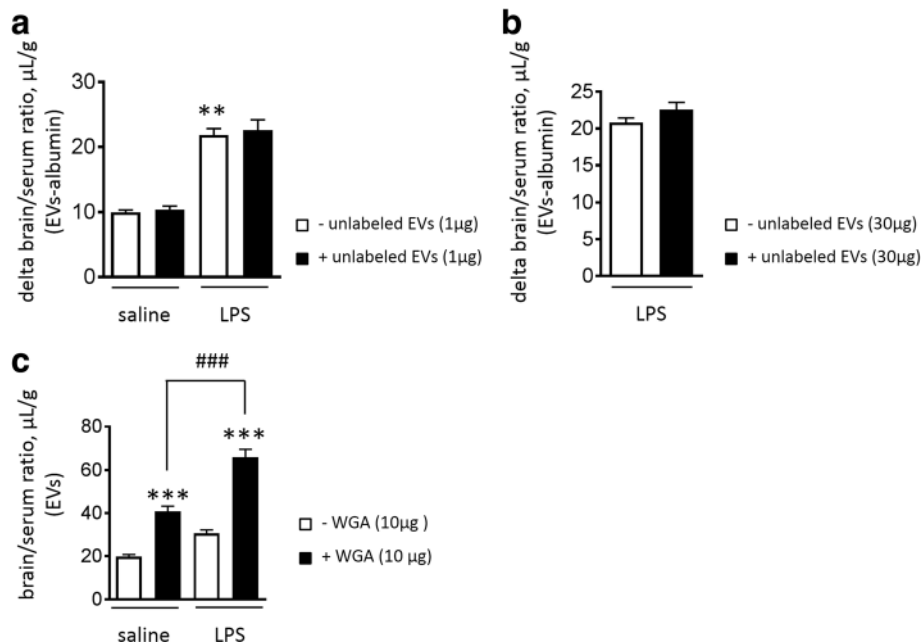 a
delta brain/serum ratio, µL/g
(EVs-albumin)
30
20
10
0
**
saline
LPS
- unlabeled EVs (1µg)
+ unlabeled EVs (1µg)
b
delta brain/serum ratio, µL/g
(EVs-albumin)
25
20
15
10
5
0
LPS
- unlabeled EVs (30µg)
+ unlabeled EVs (30µg)
c
brain/serum ratio, µL/g
(EVs)
80
60
40
20
0
###
***
***
saline
LPS
- WGA (10µg )
+ WGA (10 µg)